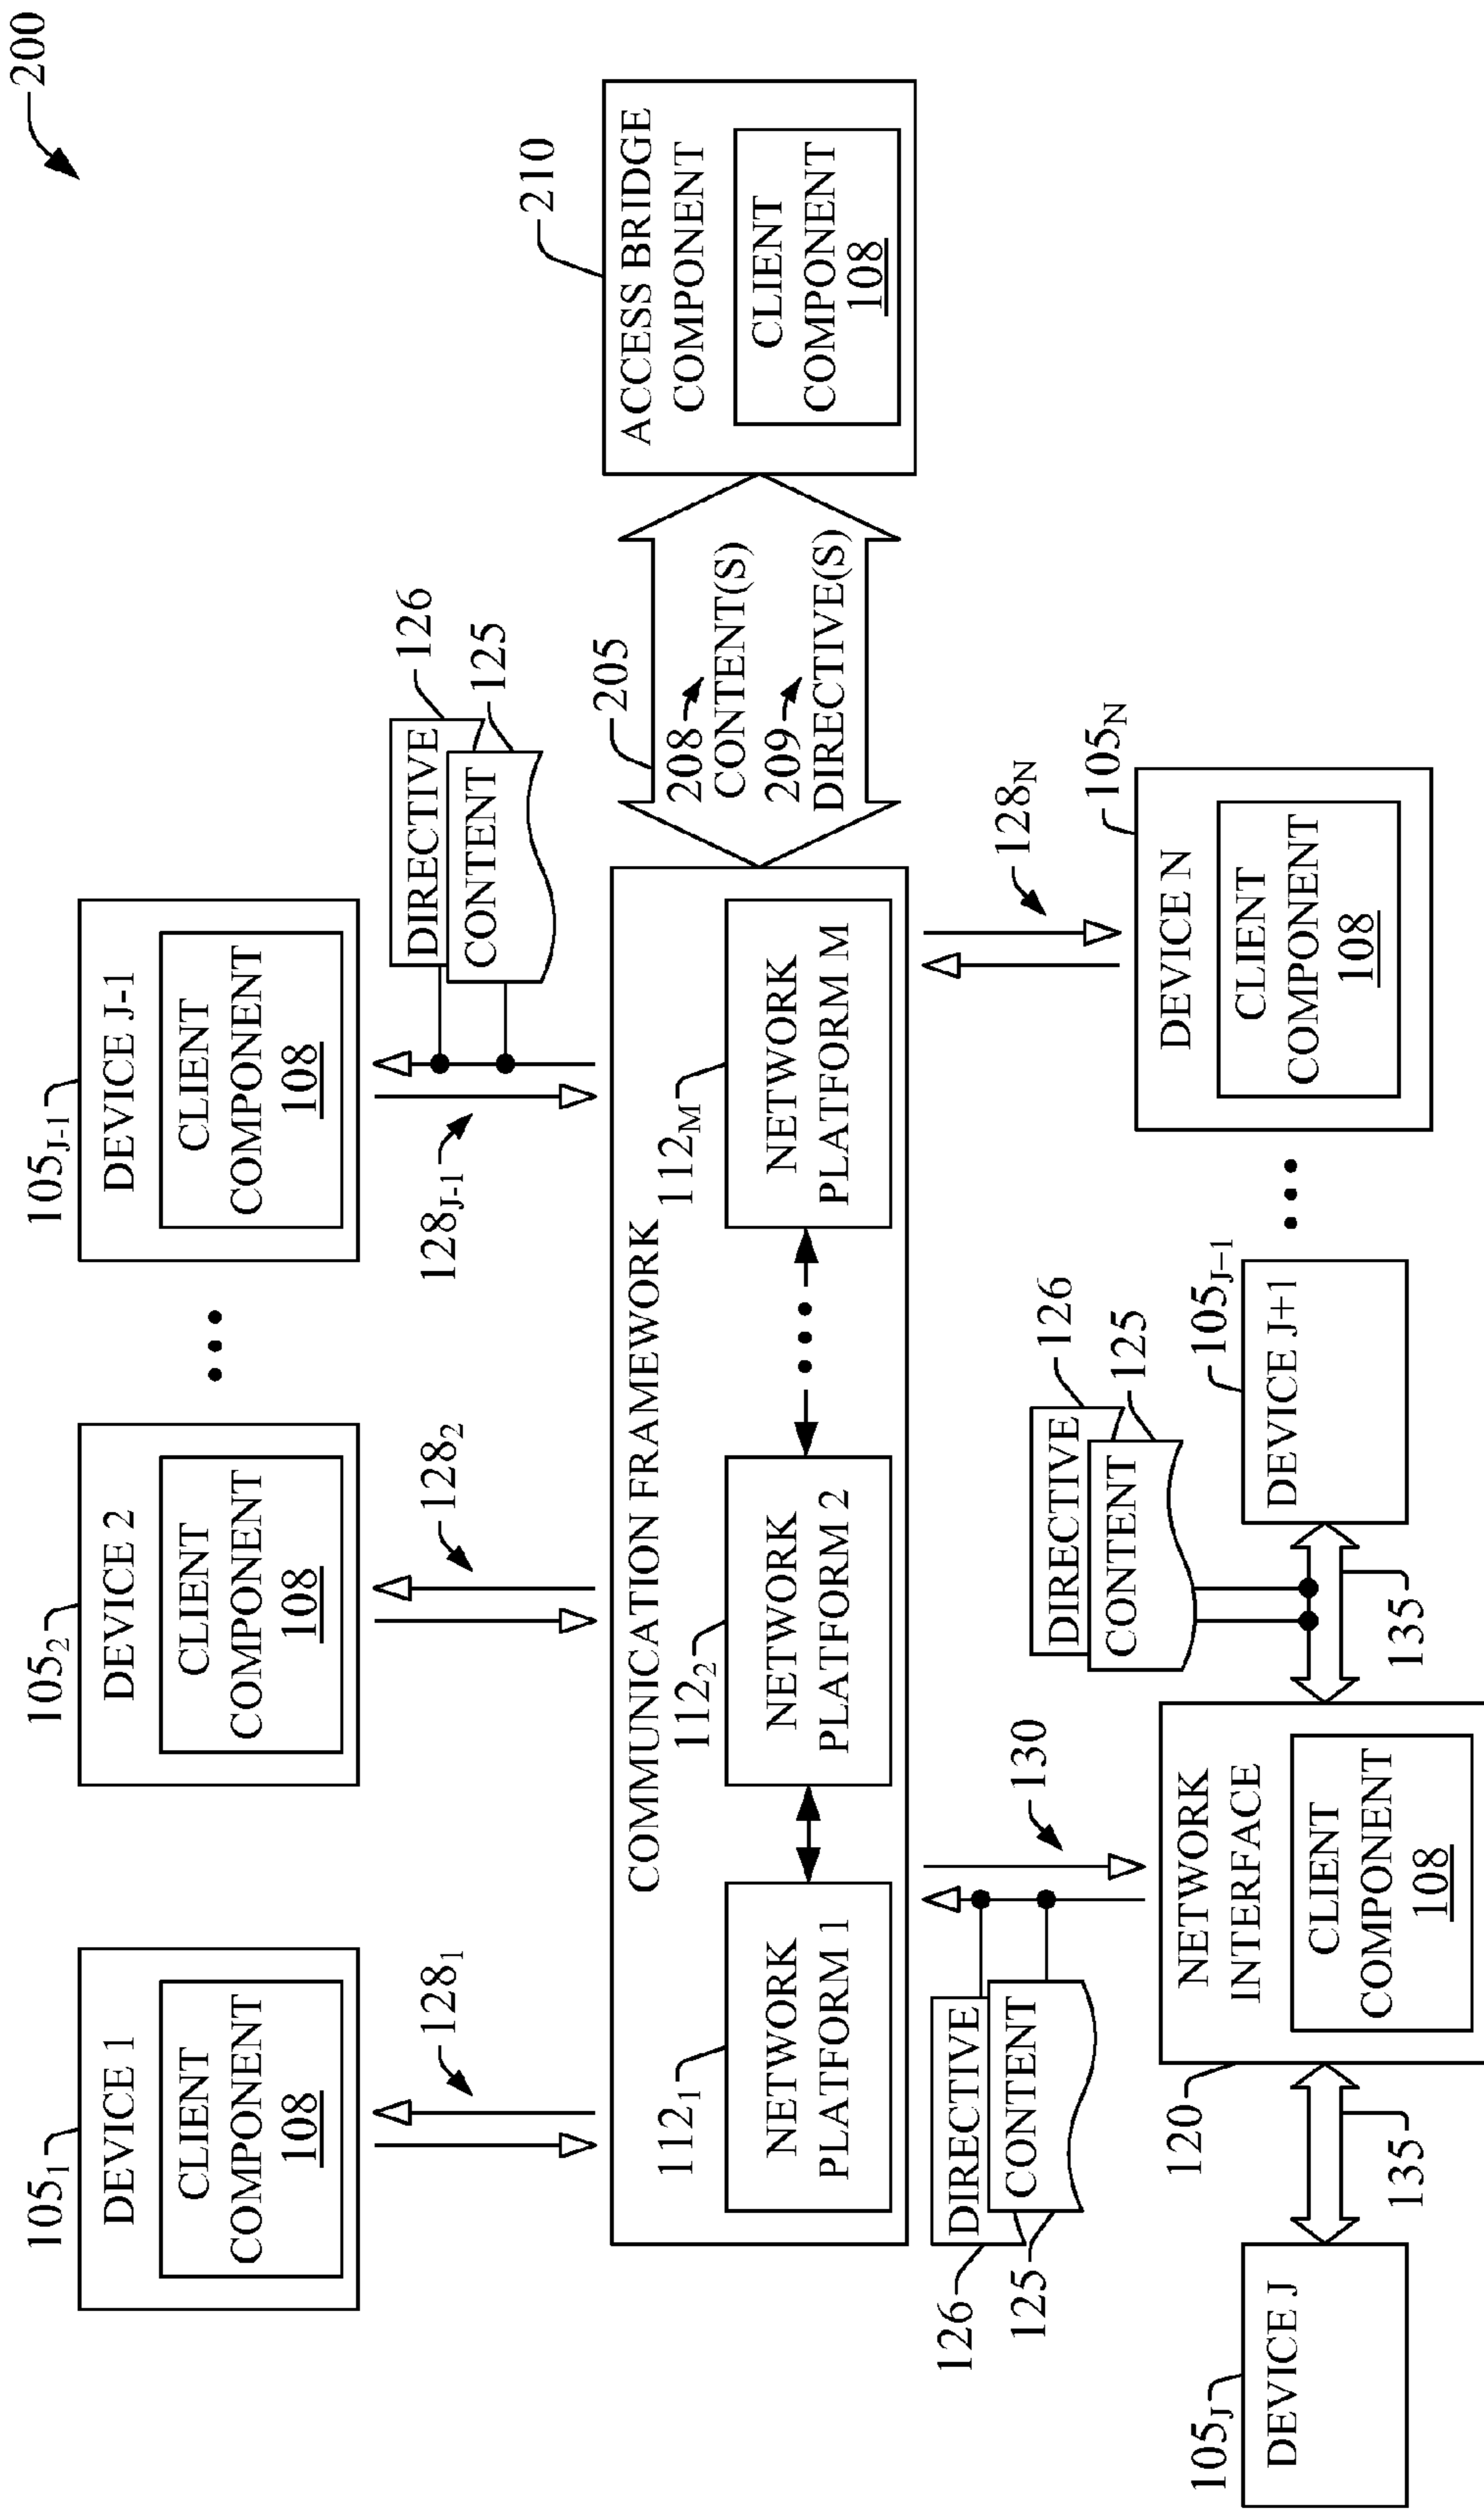 200
105₁
DEVICE 1
CLIENT
COMPONENT
108
105₂
DEVICE 2
CLIENT
COMPONENT
108
105J-1
DEVICE J-1
CLIENT
COMPONENT
108
128₁
128₂
128J-1
DIRECTIVE
CONTENT
126
125
COMMUNICATION FRAMEWORK
112₁
NETWORK
PLATFORM 1
112₂
NETWORK
PLATFORM 2
112M
NETWORK
PLATFORM M
205
208
CONTENT(S)
209
DIRECTIVE(S)
210
ACCESS BRIDGE
COMPONENT
CLIENT
COMPONENT
108
126
125
DIRECTIVE
CONTENT
130
DIRECTIVE
CONTENT
126
125
128N
105J
DEVICE J
135
120
NETWORK
INTERFACE
CLIENT
COMPONENT
108
135
105J−1
DEVICE J+1
105N
DEVICE N
CLIENT
COMPONENT
108